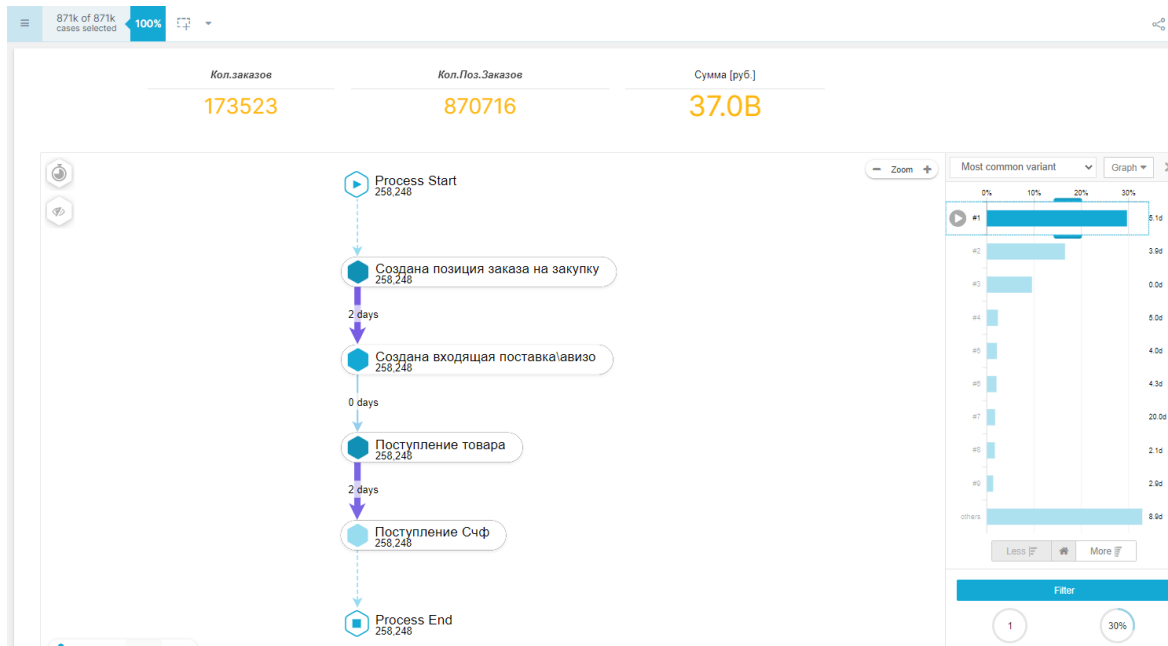 871k of 871k
cases selected
100%
Кол.заказов
Кол.Поз.Заказов
Сумма [руб.]
173523
870716
37.0B
Zoom
Process Start
258,248
Создана позиция заказа на закупку
258,248
2 days
Создана входящая поставка\авизо
258,248
0 days
Поступление товара
258,248
2 days
Поступление Счф
258,248
Process End
258,248
Most common variant
Graph
0% 10% 20% 30%
#1 5.1d
#2 3.9d
#3 0.0d
#4 5.0d
#5 4.0d
#6 4.3d
#7 20.0d
#8 2.1d
#9 2.9d
others 8.9d
Less
More
Filter
1
30%